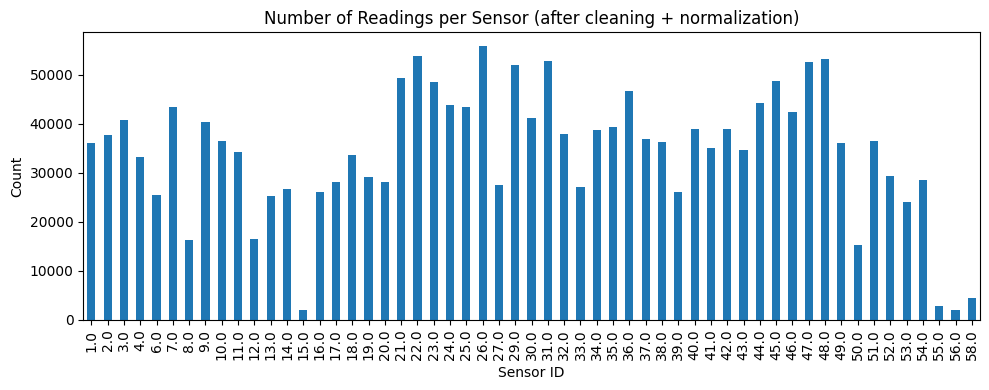 Number of Readings per Sensor (after cleaning + normalization)
Count
50000
40000
30000
20000
10000
0
1.0 2.0 3.0 4.0 6.0 7.0 8.0 9.0 10.0 11.0 12.0 13.0 14.0 15.0 16.0 17.0 18.0 19.0 20.0 21.0 22.0 23.0 24.0 25.0 26.0 27.0 29.0 30.0 31.0 32.0 33.0 34.0 35.0 36.0 37.0 38.0 39.0 40.0 41.0 42.0 43.0 44.0 45.0 46.0 47.0 48.0 49.0 50.0 51.0 52.0 53.0 54.0 55.0 56.0 58.0
Sensor ID